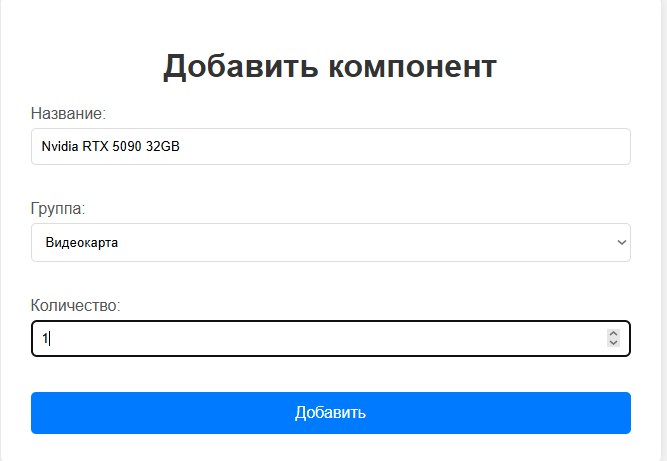 Добавить компонент
Название:
Nvidia RTX 5090 32GB
Группа:
Видеокарта
Количество:
1
Добавить